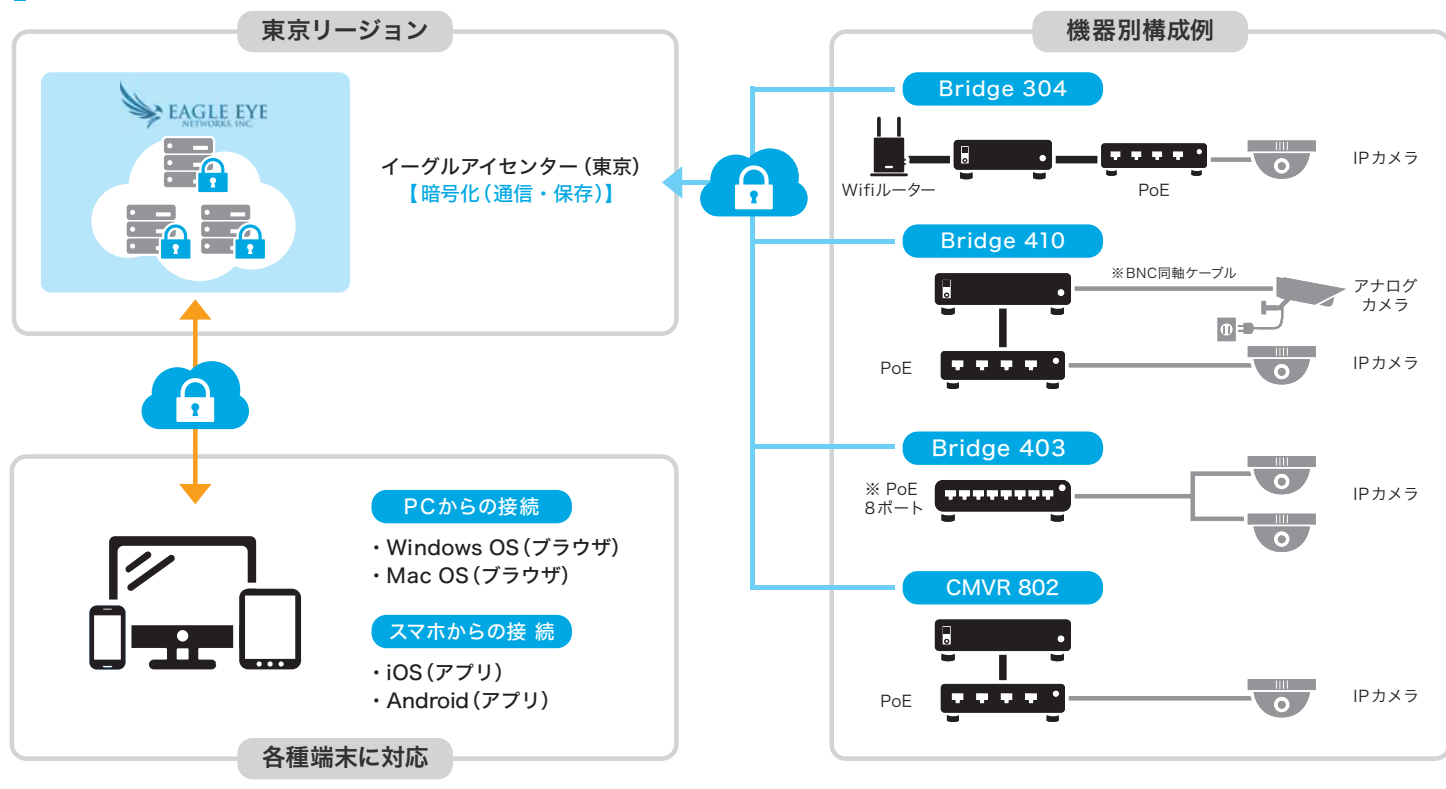 東京リージョン
EAGLE EYE
NETWORKS, INC.
イーグルアイセンター(東京)
【暗号化(通信・保存)】
PCからの接続
・Windows OS(ブラウザ)
・Mac OS(ブラウザ)
スマホからの接 続
・iOS(アプリ)
・Android(アプリ)
各種端末に対応
機器別構成例
Bridge 304
Wifiルーター
PoE
IPカメラ
Bridge 410
※BNC同軸ケーブル
アナログ
カメラ
PoE
IPカメラ
Bridge 403
※ PoE
8ポート
IPカメラ
CMVR 802
PoE
IPカメラ